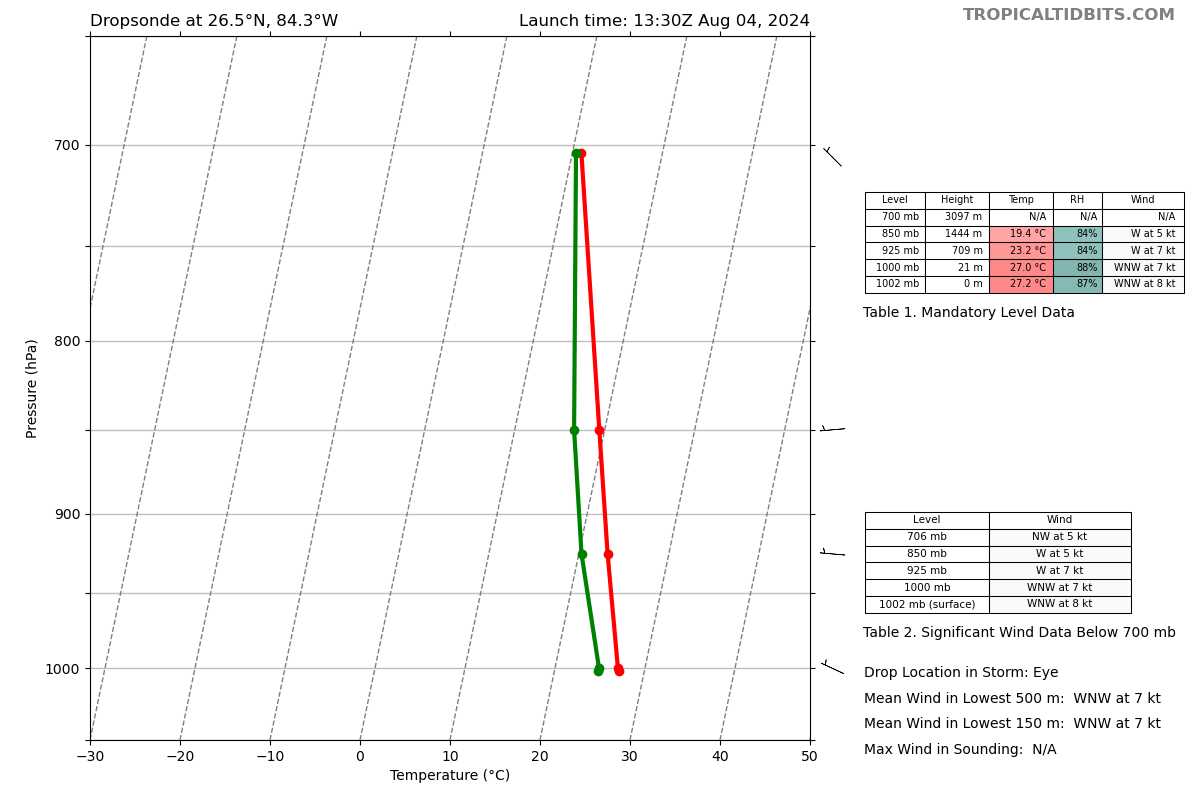 TROPICALTIDBITS.COM
Dropsonde at 26.5°N, 84.3°W
Launch time: 13:30Z Aug 04, 2024
700
800
900
1000
Pressure (hPa)
−30 −20 −10 0 10 20 30 40 50
Temperature (°C)
Level Height Temp RH Wind
700 mb 3097 m N/A N/A N/A
850 mb 1444 m 19.4 °C 84% W at 5 kt
925 mb 709 m 23.2 °C 84% W at 7 kt
1000 mb 21 m 27.0 °C 88% WNW at 7 kt
1002 mb 0 m 27.2 °C 87% WNW at 8 kt
Table 1. Mandatory Level Data
Level Wind
706 mb NW at 5 kt
850 mb W at 5 kt
925 mb W at 7 kt
1000 mb WNW at 7 kt
1002 mb (surface) WNW at 8 kt
Table 2. Significant Wind Data Below 700 mb
Drop Location in Storm: Eye
Mean Wind in Lowest 500 m:  WNW at 7 kt
Mean Wind in Lowest 150 m:  WNW at 7 kt
Max Wind in Sounding:  N/A